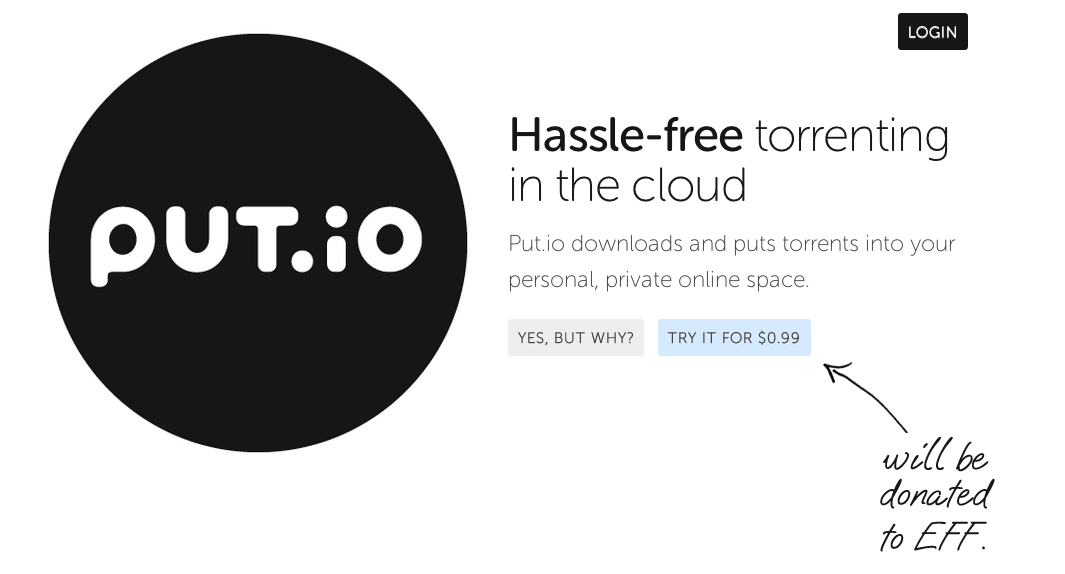 LOGIN
PUT.iO
Hassle-free torrenting
in the cloud
Put.io downloads and puts torrents into your
personal, private online space.
YES, BUT WHY?
TRY IT FOR $0.99
will be
donated
to EFF.